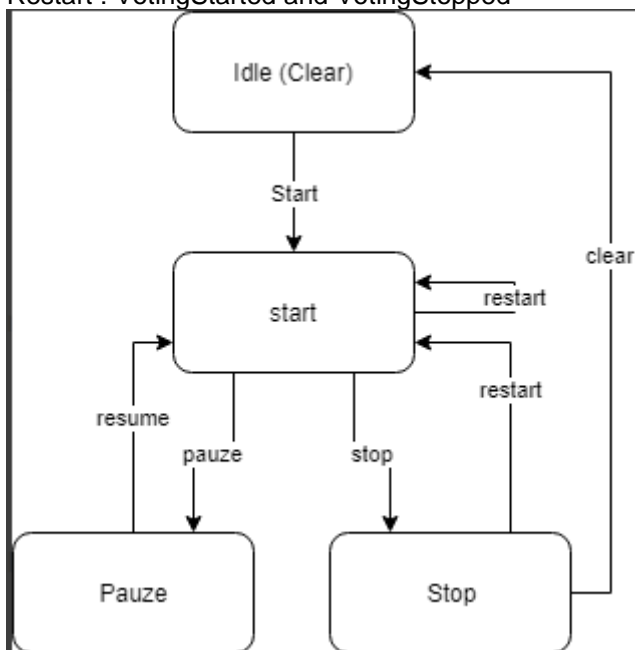 Restart : VotingStarted and VotingStopped
Idle (Clear)
Start
clear
start
restart
resume
restart
pauze
stop
Pauze
Stop